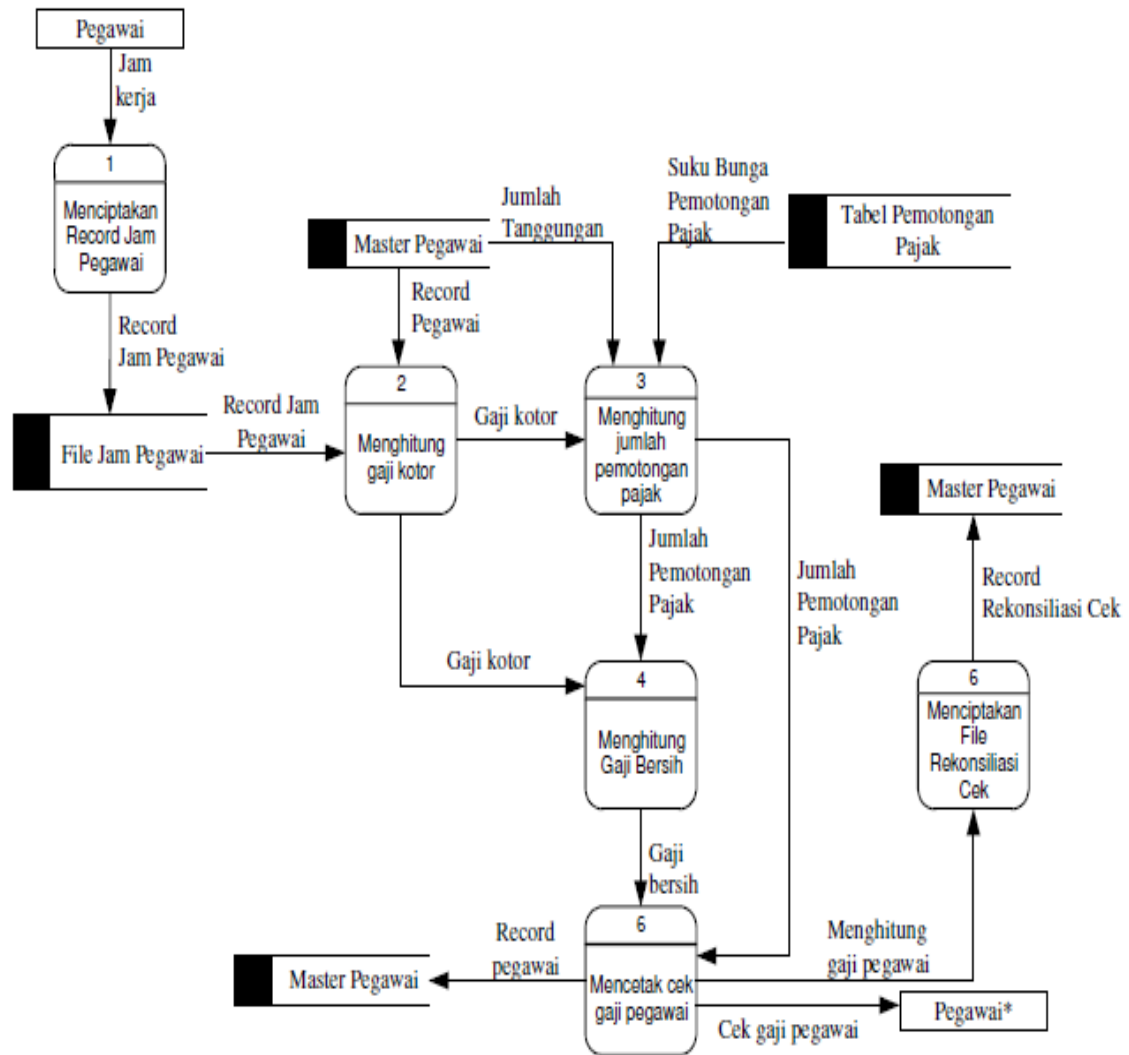 Pegawai
Jam
kerja
1
Menciptakan
Record Jam
Pegawai
Record
Jam Pegawai
File Jam Pegawai
Record Jam
Pegawai
Master Pegawai
Jumlah
Tanggungan
Record
Pegawai
Suku Bunga
Pemotongan
Pajak
Tabel Pemotongan
Pajak
2
Menghitung
gaji kotor
Gaji kotor
3
Menghitung
jumlah
pemotongan
pajak
Jumlah
Pemotongan
Pajak
Jumlah
Pemotongan
Pajak
Gaji kotor
4
Menghitung
Gaji Bersih
Master Pegawai
Record
Rekonsiliasi Cek
6
Menciptakan
File
Rekonsiliasi
Cek
Gaji
bersih
6
Mencetak cek
gaji pegawai
Record
pegawai
Master Pegawai
Menghitung
gaji pegawai
Cek gaji pegawai
Pegawai*